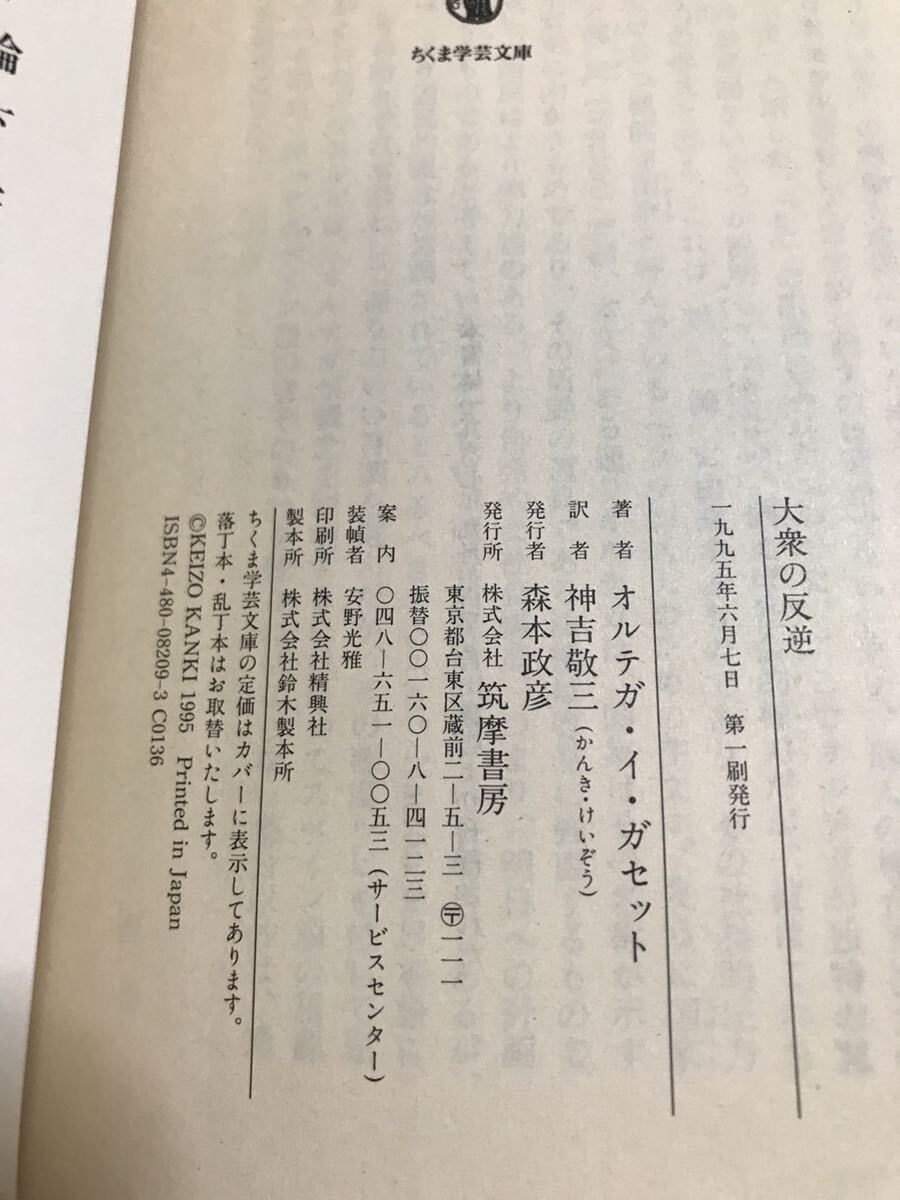 ちくま学芸文庫
大衆の反逆
一九九五年六月七日 第一刷発行
著者 オルテガ・イ・ガセット
訳者 神吉敬三(かんき・けいぞう)
発行者 森本政彦
発行所 株式会社 筑摩書房
東京都台東区蔵前二―五―三 〶一一一
振替〇〇一六〇―八―四一二三
案内 〇四八―六五一―〇〇五三(サービスセンター)
装幀者 安野光雅
印刷所 株式会社精興社
製本所 株式会社鈴木製本所
ちくま学芸文庫の定価はカバーに表示してあります。
落丁本・乱丁本はお取替いたします。
©KEIZO KANKI 1995 Printed in Japan
ISBN4-480-08209-3 C0136